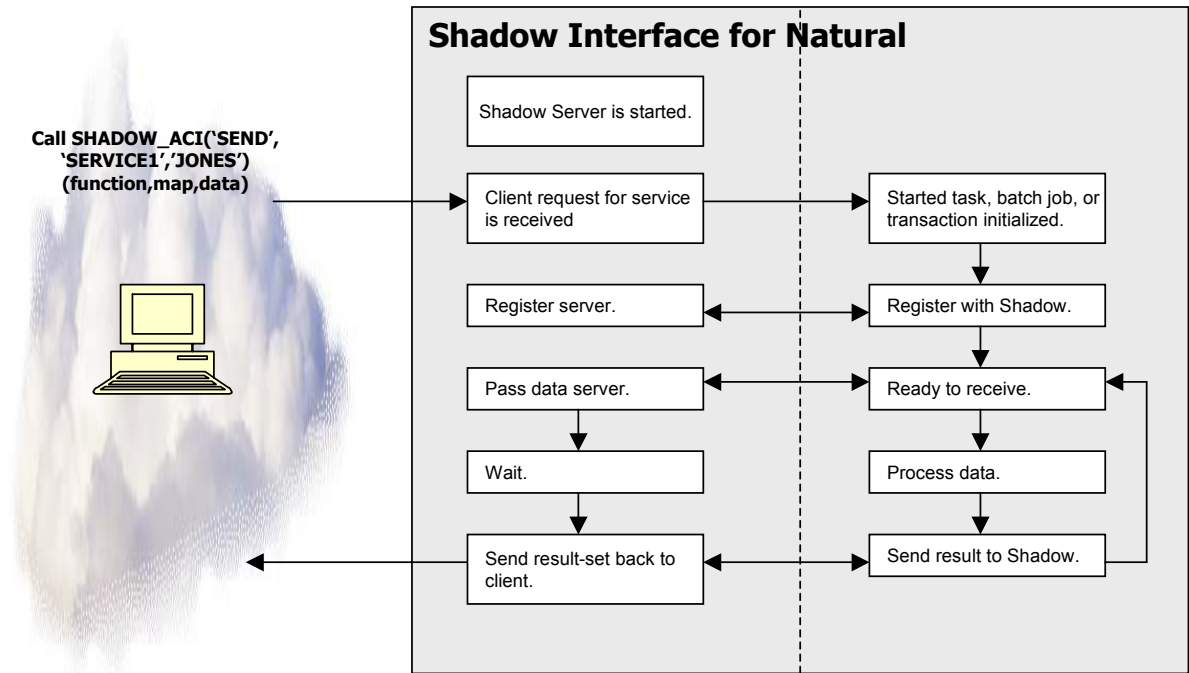 Shadow Interface for Natural
Shadow Server is started.
Call SHADOW_ACI(‘SEND’,
‘SERVICE1’,’JONES’)
(function,map,data)
Client request for service
is received
Started task, batch job, or
transaction initialized.
Register server.
Register with Shadow.
Pass data server.
Ready to receive.
Wait.
Process data.
Send result-set back to
client.
Send result to Shadow.